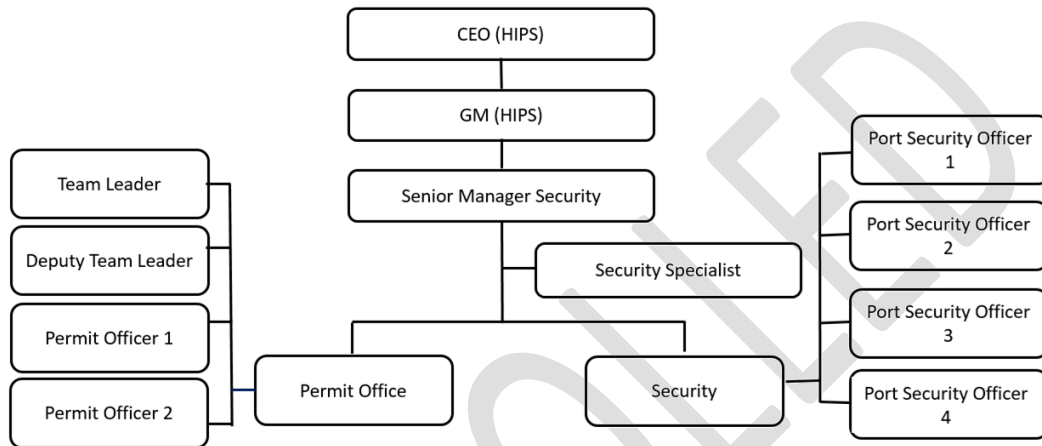 CEO (HIPS)
GM (HIPS)
Senior Manager Security
Security Specialist
Permit Office
Security
Team Leader
Deputy Team Leader
Permit Officer 1
Permit Officer 2
Port Security Officer
1
Port Security Officer
2
Port Security Officer
3
Port Security Officer
4
OLLED